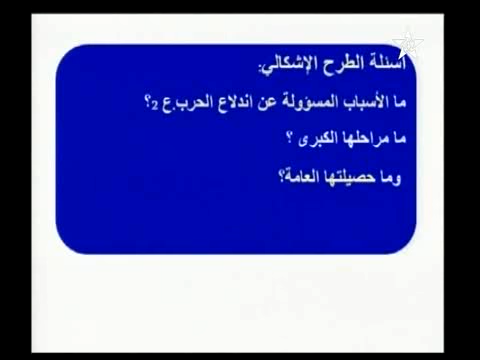 أسئلة الطرح الإشكالي:
ما الأسباب المسؤولة عن اندلاع الحرب.ع 2؟
ما مراحلها الكبرى ؟
وما حصيلتها العامة؟